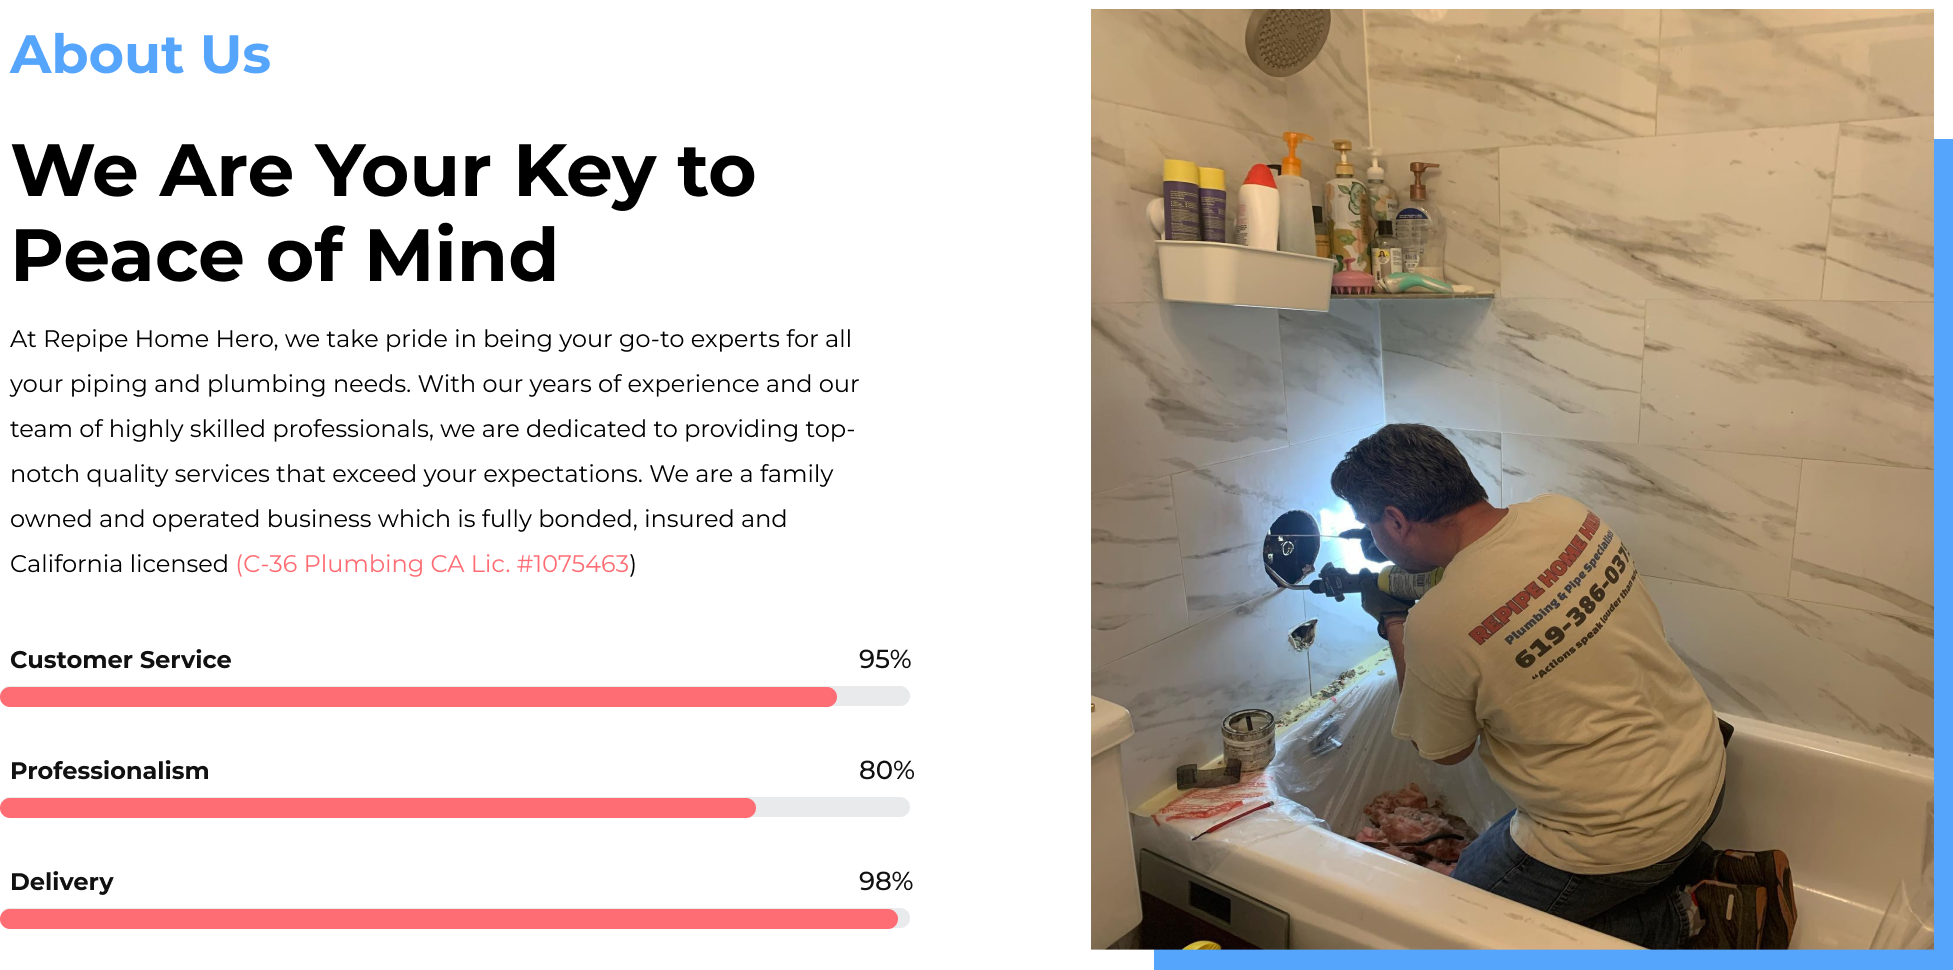 About Us
We Are Your Key to
Peace of Mind
At Repipe Home Hero, we take pride in being your go-to experts for all
your piping and plumbing needs. With our years of experience and our
team of highly skilled professionals, we are dedicated to providing top-
notch quality services that exceed your expectations. We are a family
owned and operated business which is fully bonded, insured and
California licensed (C-36 Plumbing CA Lic. #1075463)
Customer Service 95%
Professionalism 80%
Delivery 98%
REPIPE HOME
Plumbing & Pipe Specialist
619-386-037
"Actions speak louder than